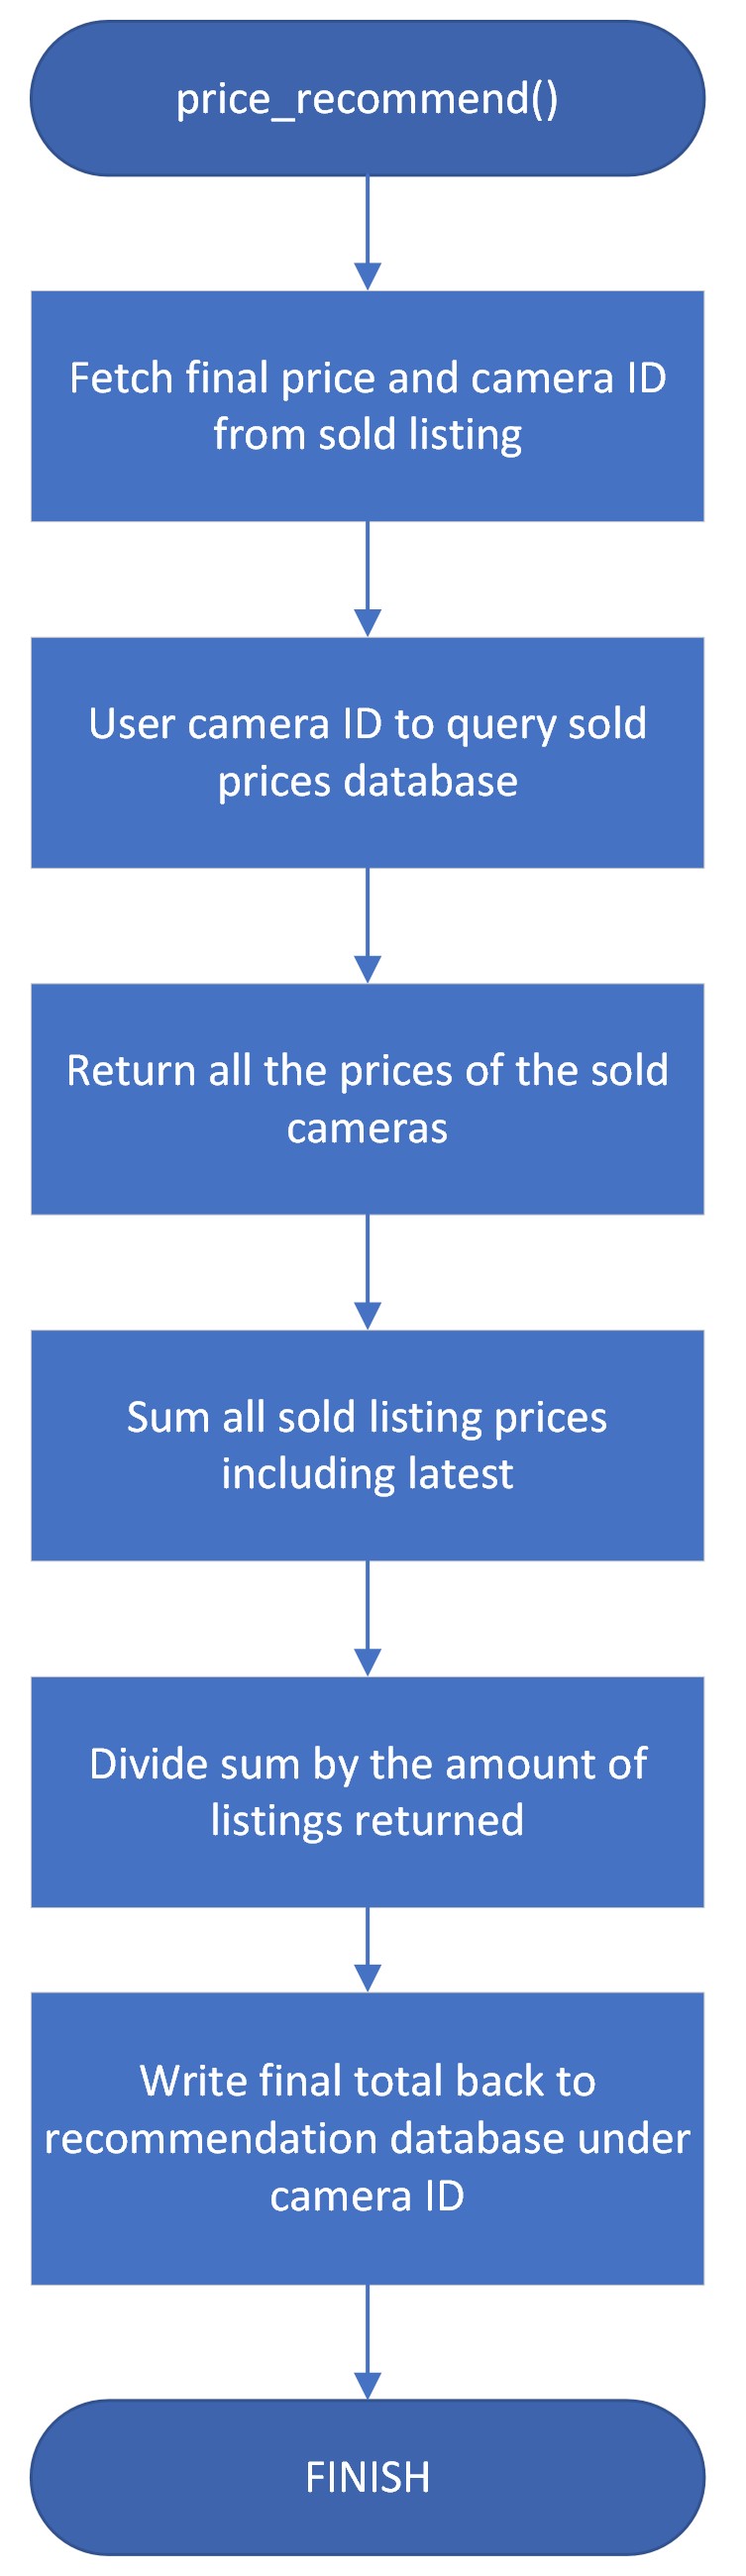 price_recommend()
Fetch final price and camera ID
from sold listing
User camera ID to query sold
prices database
Return all the prices of the sold
cameras
Sum all sold listing prices
including latest
Divide sum by the amount of
listings returned
Write final total back to
recommendation database under
camera ID
FINISH